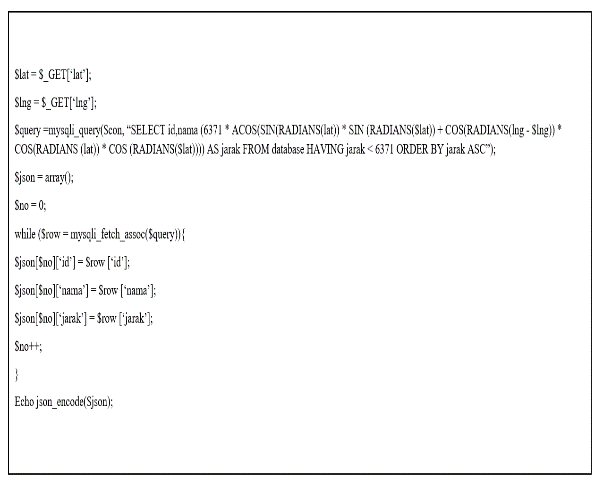 $lat = $_GET[‘lat’];
$lng = $_GET[‘lng’];
$query =mysqli_query($con, “SELECT id,nama (6371 * ACOS(SIN(RADIANS(lat)) * SIN (RADIANS($lat)) + COS(RADIANS(lng - $lng)) *
COS(RADIANS (lat)) * COS (RADIANS($lat)))) AS jarak FROM database HAVING jarak < 6371 ORDER BY jarak ASC”);
$json = array();
$no = 0;
while ($row = mysqli_fetch_assoc($query)){
$json[$no][‘id’] = $row [‘id’];
$json[$no][‘nama’] = $row [‘nama’];
$json[$no][‘jarak’] = $row [‘jarak’];
$no++;
}
Echo json_encode($json);